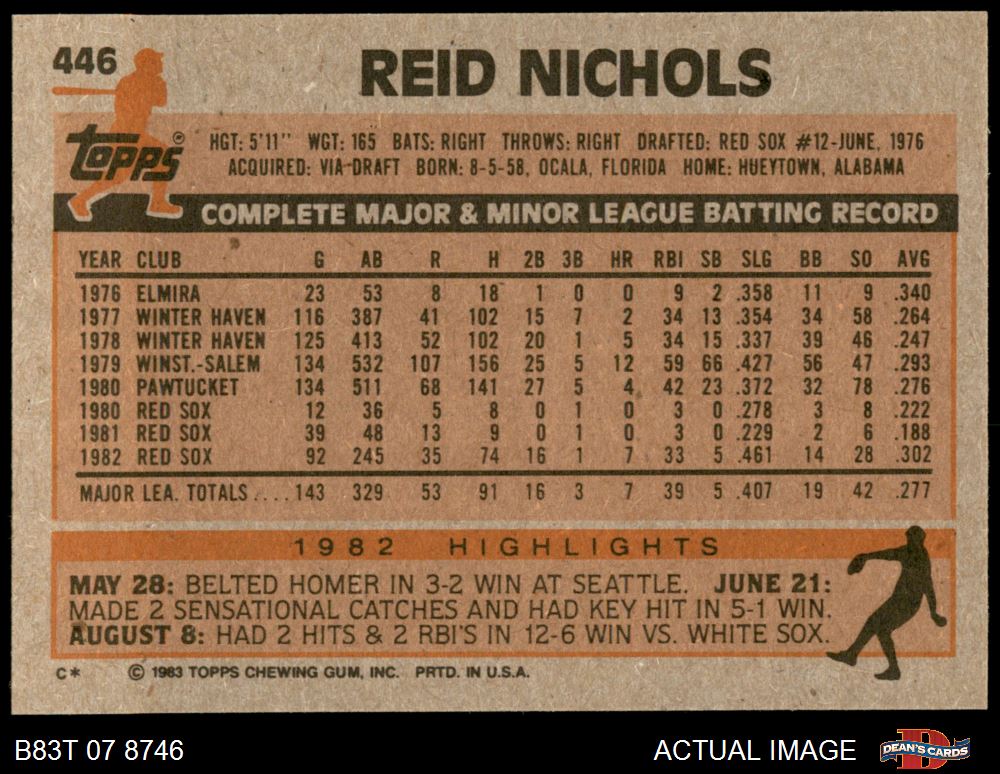 446
REID NICHOLS
Topps ®
HGT: 5'11" WGT: 165 BATS: RIGHT THROWS: RIGHT DRAFTED: RED SOX #12-JUNE, 1976
ACQUIRED: VIA-DRAFT BORN: 8-5-58, OCALA, FLORIDA HOME: HUEYTOWN, ALABAMA
COMPLETE MAJOR & MINOR LEAGUE BATTING RECORD
YEAR CLUB G AB R H 2B 3B HR RBI SB SLG BB SO AVG
1976 ELMIRA 23 53 8 18 1 0 0 9 2 .358 11 9 .340
1977 WINTER HAVEN 116 387 41 102 15 7 2 34 13 .354 34 58 .264
1978 WINTER HAVEN 125 413 52 102 20 1 5 34 15 .337 39 46 .247
1979 WINST.-SALEM 134 532 107 156 25 5 12 59 66 .427 56 47 .293
1980 PAWTUCKET 134 511 68 141 27 5 4 42 23 .372 32 78 .276
1980 RED SOX 12 36 5 8 0 1 0 3 0 .278 3 8 .222
1981 RED SOX 39 48 13 9 0 1 0 3 0 .229 2 6 .188
1982 RED SOX 92 245 35 74 16 1 7 33 5 .461 14 28 .302
MAJOR LEA. TOTALS....143 329 53 91 16 3 7 39 5 .407 19 42 .277
1982 HIGHLIGHTS
MAY 28: BELTED HOMER IN 3-2 WIN AT SEATTLE. JUNE 21:
MADE 2 SENSATIONAL CATCHES AND HAD KEY HIT IN 5-1 WIN.
AUGUST 8: HAD 2 HITS & 2 RBI'S IN 12-6 WIN VS. WHITE SOX.
C* © 1983 TOPPS CHEWING GUM, INC. PRTD. IN U.S.A.
B83T 07 8746 ACTUAL IMAGE DEAN'S CARDS